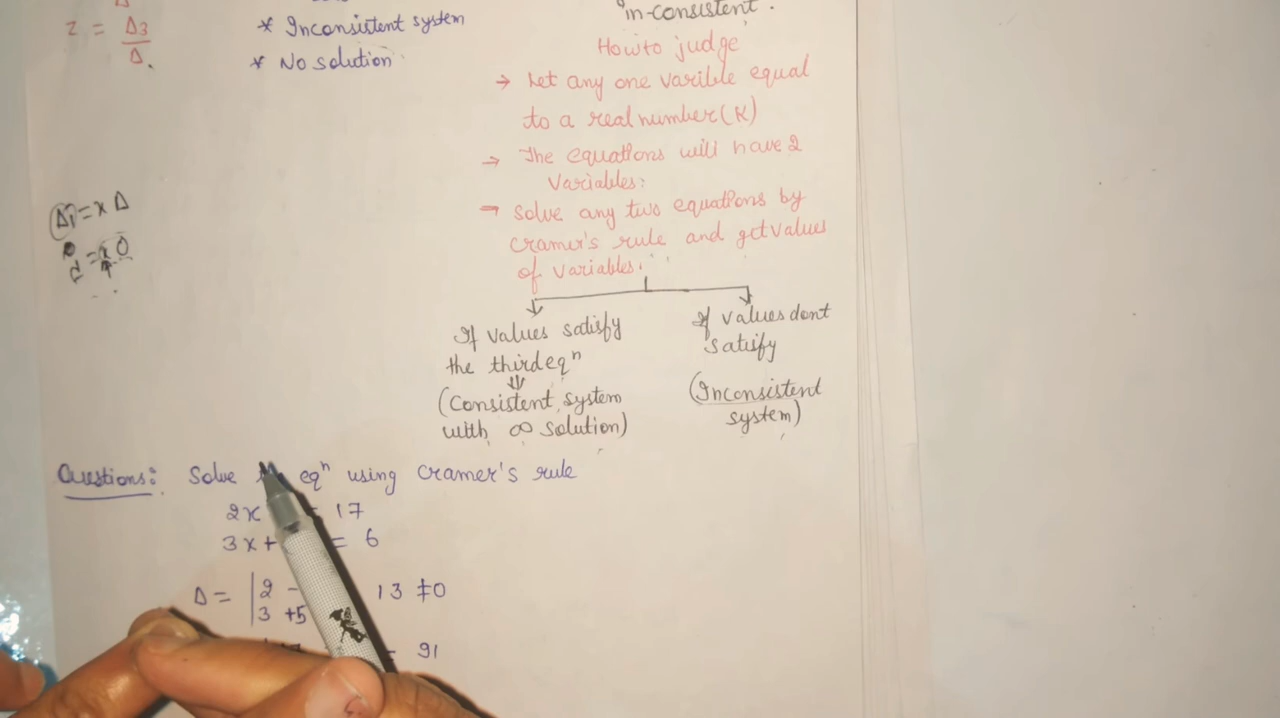 z = Δ3
Δ
* Inconsistent system
* No solution
in-consistent.
How to judge
→ Let any one varible equal
to a real number (K)
→ The equations will have 2
variables:
→ Solve any two equations by
cramer's rule and get values
of variables.
If values satisfy
the third eqⁿ
(Consistent system
with ∞ solution)
If values dont
satisfy
(Inconsistent
system)
Δ1 = x Δ
Questions: Solve eqⁿ using cramer's rule
2x = 17
3x+ = 6
Δ = | 2 - 13 ≠0
3 +5
= 91